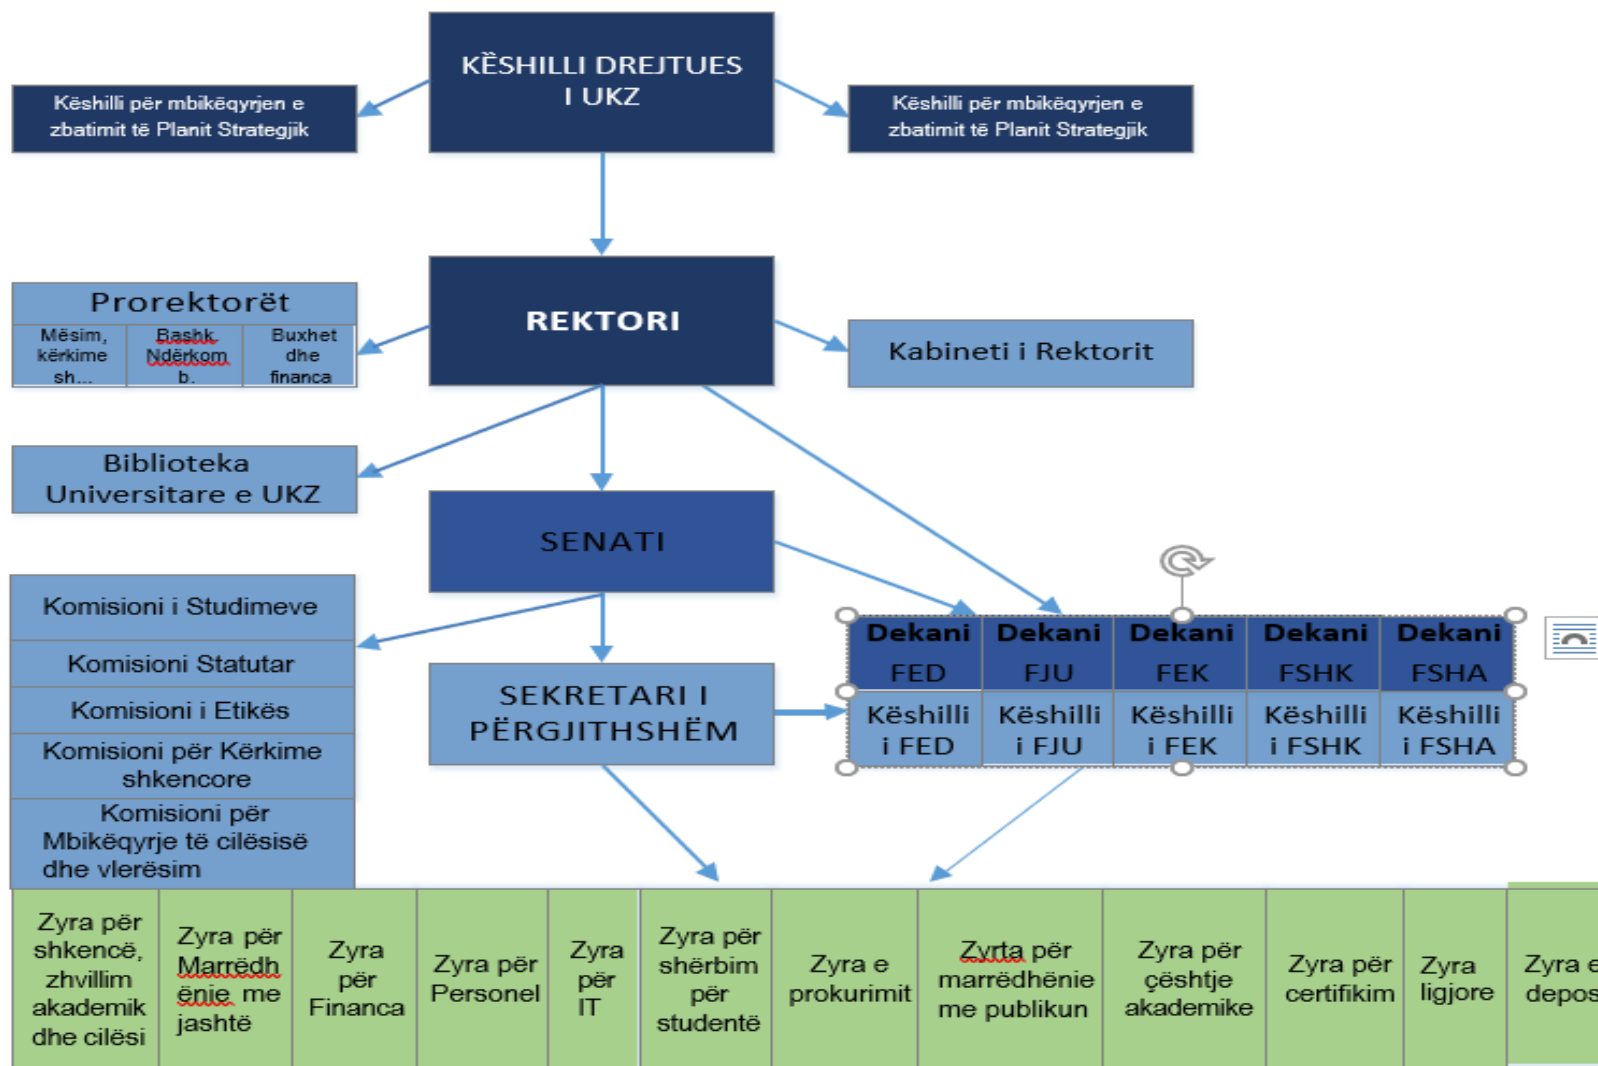 KËSHILLI DREJTUES
I UKZ
Këshilli për mbikëqyrjen e
zbatimit të Planit Strategjik
Këshilli për mbikëqyrjen e
zbatimit të Planit Strategjik
REKTORI
Prorektorët
Mësim,
kërkime
sh...
Bashk.
Ndërkom
b.
Buxhet
dhe
financa
Kabineti i Rektorit
Biblioteka
Universitare e UKZ
SENATI
Komisioni i Studimeve
Komisioni Statutar
Komisioni i Etikës
Komisioni për Kërkime
shkencore
Komisioni për
Mbikëqyrje të cilësisë
dhe vlerësim
SEKRETARI I
PËRGJITHSHËM
Dekani
FED
Dekani
FJU
Dekani
FEK
Dekani
FSHK
Dekani
FSHA
Këshilli
i FED
Këshilli
i FJU
Këshilli
i FEK
Këshilli
i FSHK
Këshilli
i FSHA
Zyra për
shkencë,
zhvillim
akademik
dhe cilësi
Zyra për
Marrëdh
ënie me
jashtë
Zyra
për
Financa
Zyra për
Personel
Zyra
për
IT
Zyra për
shërbim
për
studentë
Zyra e
prokurimit
Zyrta për
marrëdhënie
me publikun
Zyra për
çështje
akademike
Zyra për
certifikim
Zyra
ligjore
Zyra e
depos